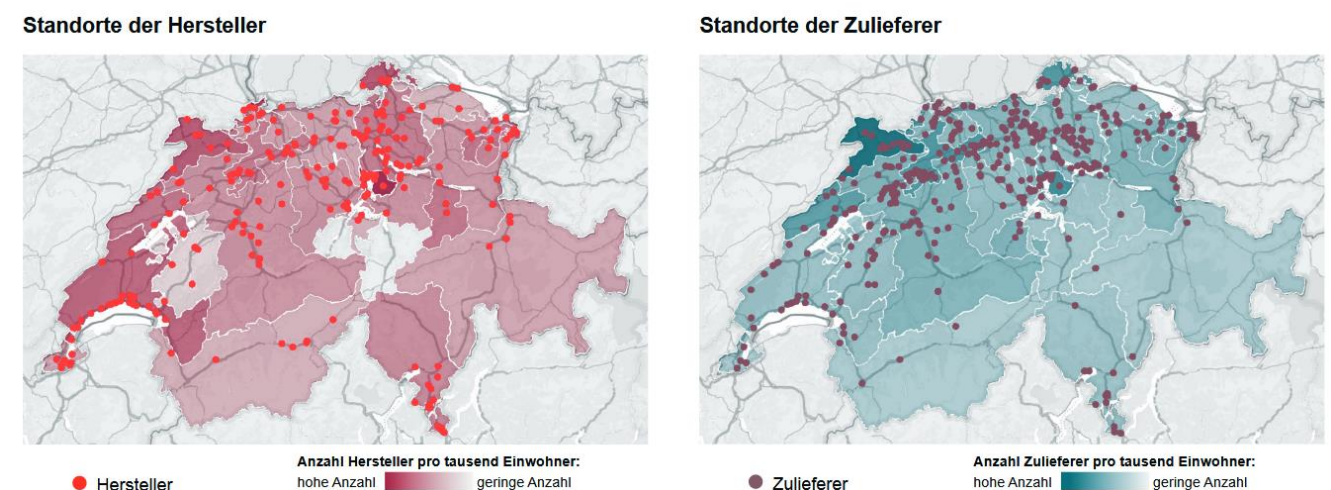 Standorte der Hersteller
Standorte der Zulieferer
Hersteller
Anzahl Hersteller pro tausend Einwohner:
hohe Anzahl geringe Anzahl
Zulieferer
Anzahl Zulieferer pro tausend Einwohner:
hohe Anzahl geringe Anzahl